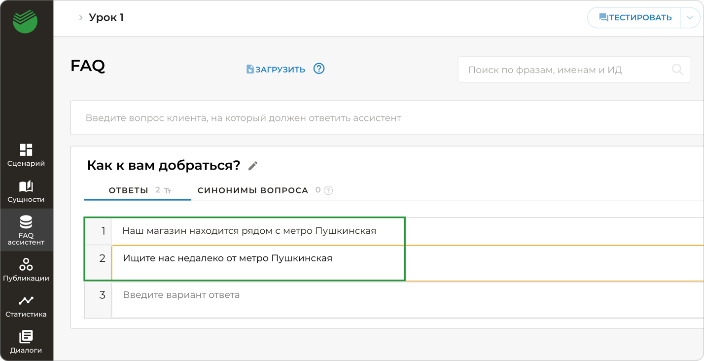 Урок 1
ТЕСТИРОВАТЬ
FAQ
ЗАГРУЗИТЬ ?
Поиск по фразам, именам и ИД
Введите вопрос клиента, на который должен ответить ассистент
Как к вам добраться?
ОТВЕТЫ 2 Тт СИНОНИМЫ ВОПРОСА 0 ?
1 Наш магазин находится рядом с метро Пушкинская
2 Ищите нас недалеко от метро Пушкинская
3 Введите вариант ответа
Сценарий
Сущности
FAQ
ассистент
Публикации
Статистика
Диалоги